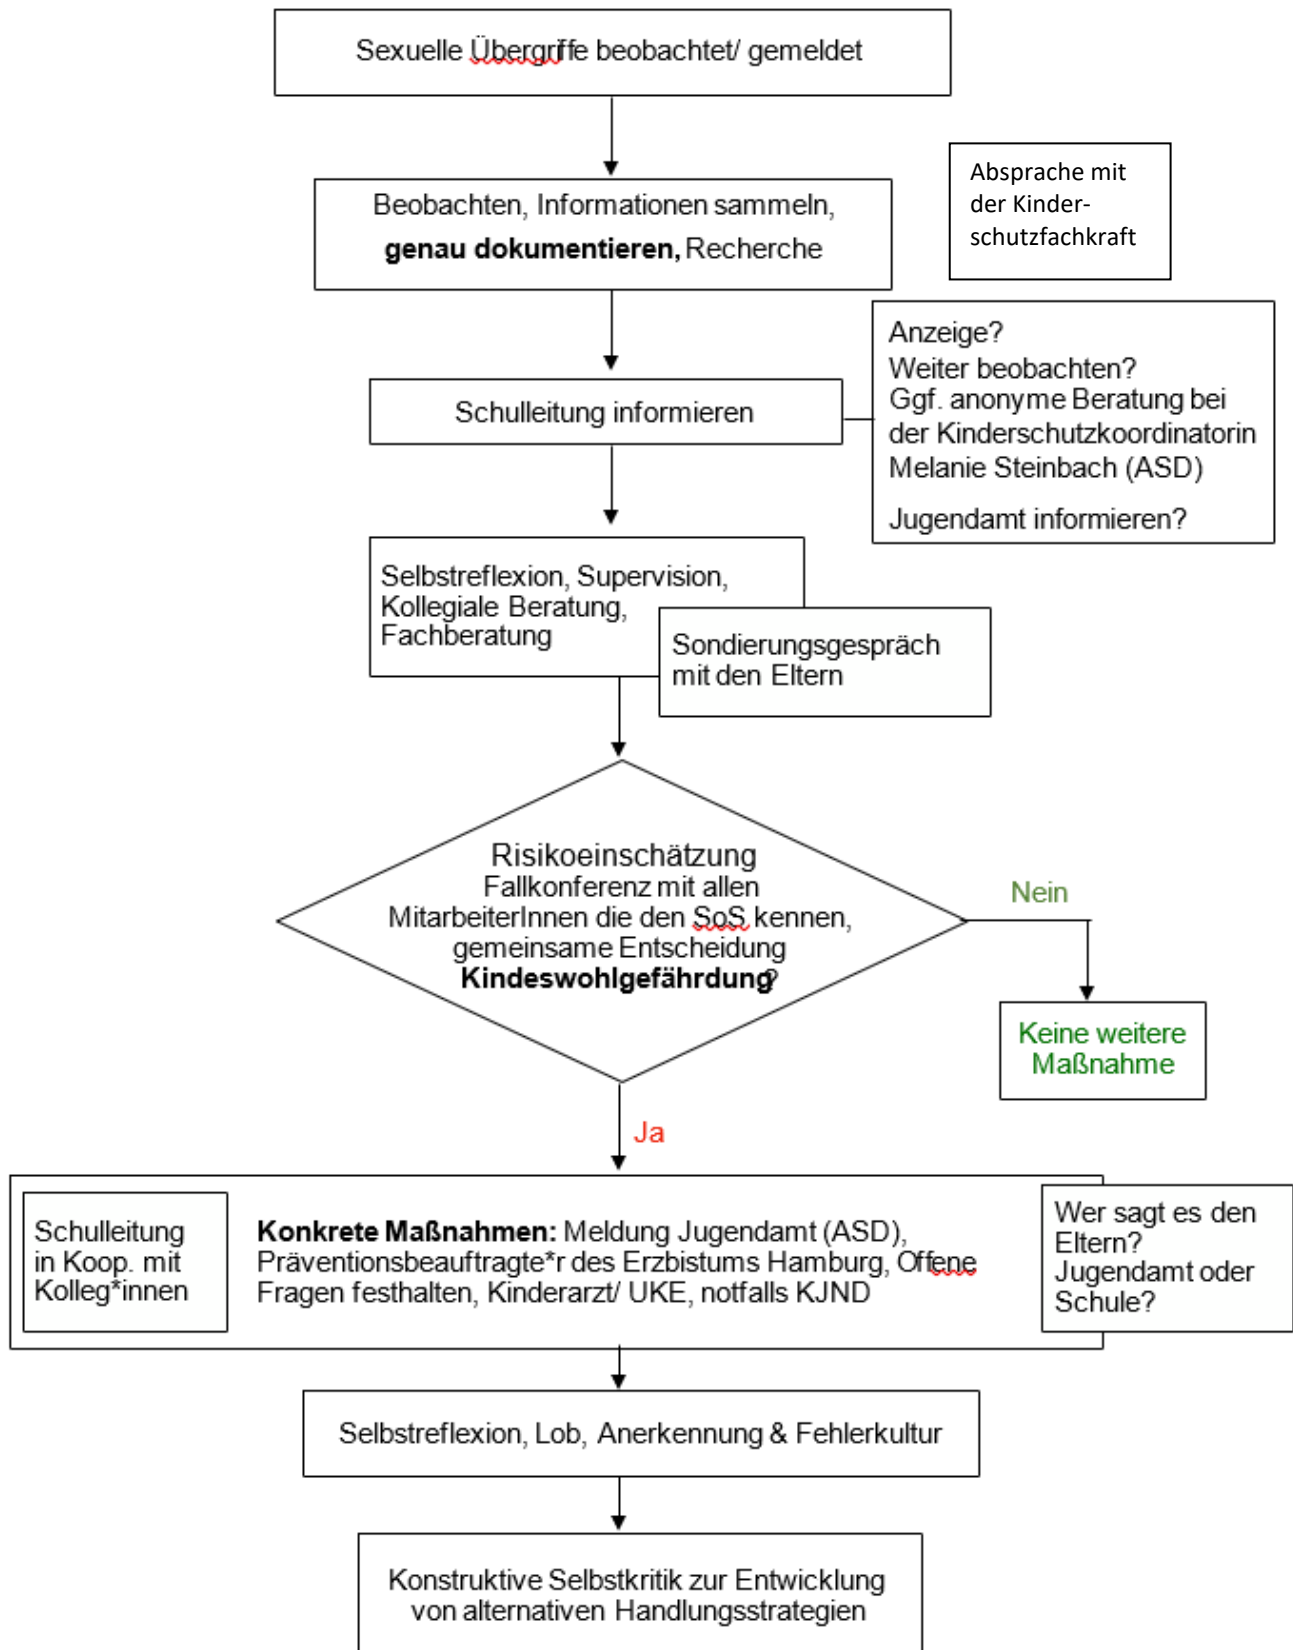 Sexuelle Übergriffe beobachtet/ gemeldet
Beobachten, Informationen sammeln,
genau dokumentieren, Recherche
Absprache mit
der Kinder-
schutzfachkraft
Schulleitung informieren
Anzeige?
Weiter beobachten?
Ggf. anonyme Beratung bei
der Kinderschutzkoordinatorin
Melanie Steinbach (ASD)
Jugendamt informieren?
Selbstreflexion, Supervision,
Kollegiale Beratung,
Fachberatung
Sondierungsgespräch
mit den Eltern
Risikoeinschätzung
Fallkonferenz mit allen
MitarbeiterInnen die den SoS kennen,
gemeinsame Entscheidung
Kindeswohlgefährdung?
Nein
Keine weitere
Maßnahme
Ja
Schulleitung
in Koop. mit
Kolleg*innen
Konkrete Maßnahmen: Meldung Jugendamt (ASD),
Präventionsbeauftragte*r des Erzbistums Hamburg, Offene
Fragen festhalten, Kinderarzt/ UKE, notfalls KJND
Wer sagt es den
Eltern?
Jugendamt oder
Schule?
Selbstreflexion, Lob, Anerkennung & Fehlerkultur
Konstruktive Selbstkritik zur Entwicklung
von alternativen Handlungsstrategien